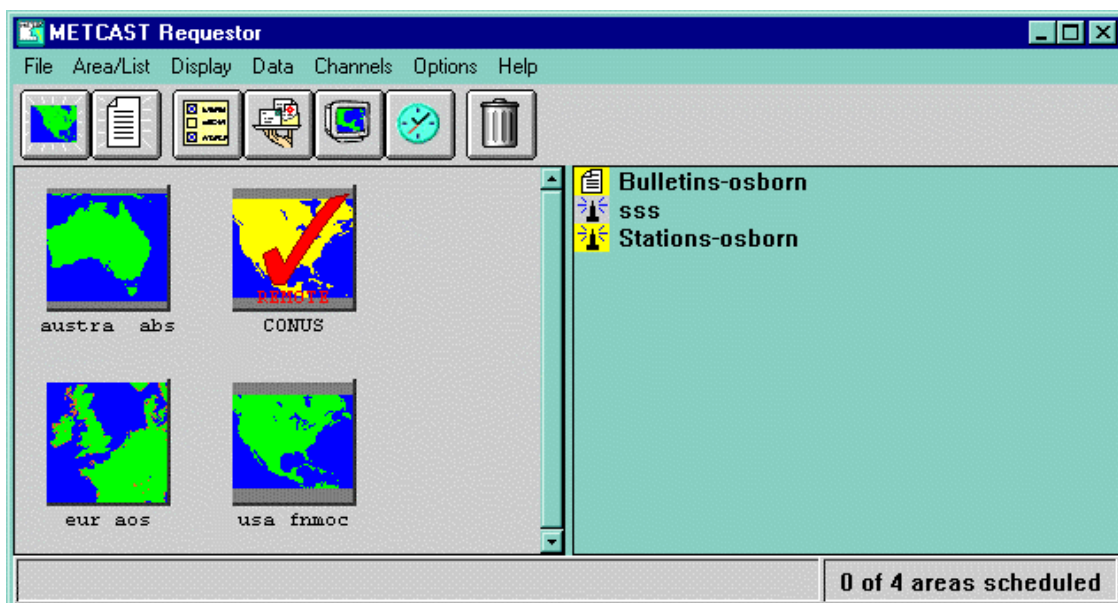 METCAST Requestor
File Area/List Display Data Channels Options Help
Bulletins-osborn
sss
Stations-osborn
REMOTE
austra abs CONUS
eur aos usa fnmoc
0 of 4 areas scheduled